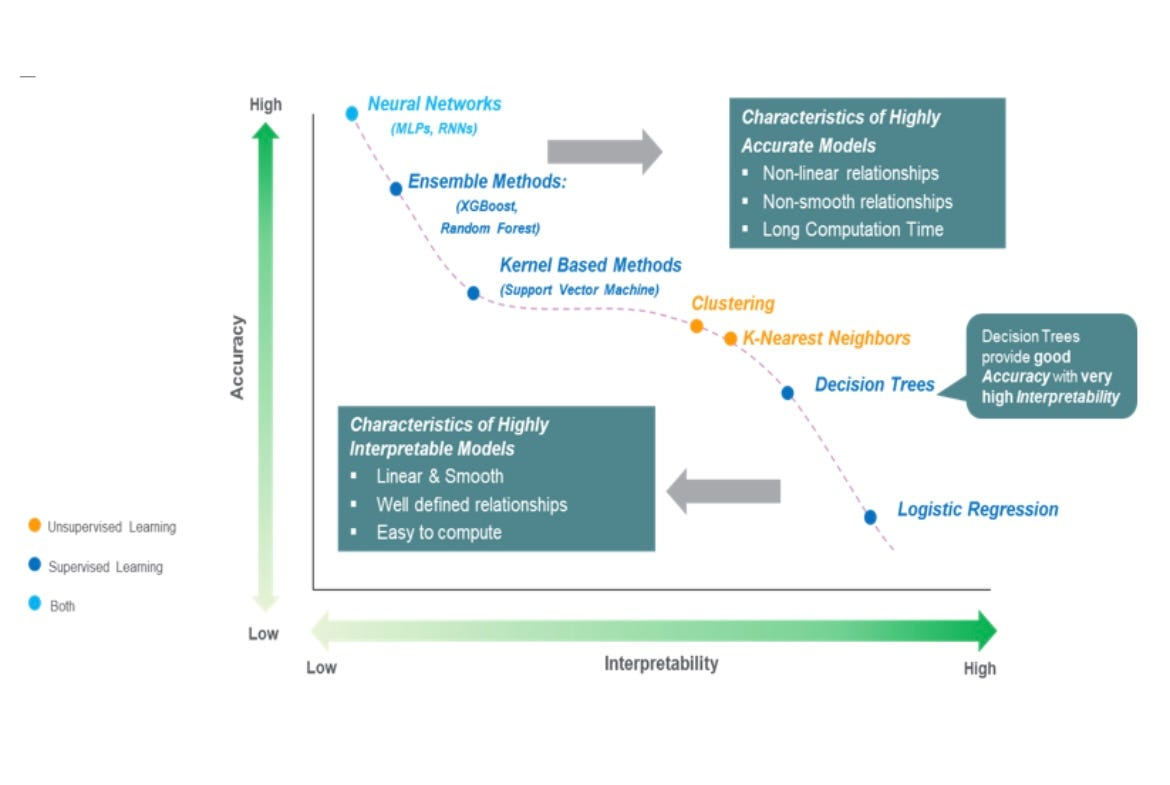 High
Neural Networks
(MLPs, RNNs)
Ensemble Methods:
(XGBoost,
Random Forest)
Kernel Based Methods
(Support Vector Machine)
Clustering
K-Nearest Neighbors
Decision Trees
Logistic Regression
Characteristics of Highly
Accurate Models
▪ Non-linear relationships
▪ Non-smooth relationships
▪ Long Computation Time
Decision Trees
provide good
Accuracy with very
high Interpretability
Accuracy
Characteristics of Highly
Interpretable Models
▪ Linear & Smooth
▪ Well defined relationships
▪ Easy to compute
Unsupervised Learning
Supervised Learning
Both
Low
Low
Interpretability
High